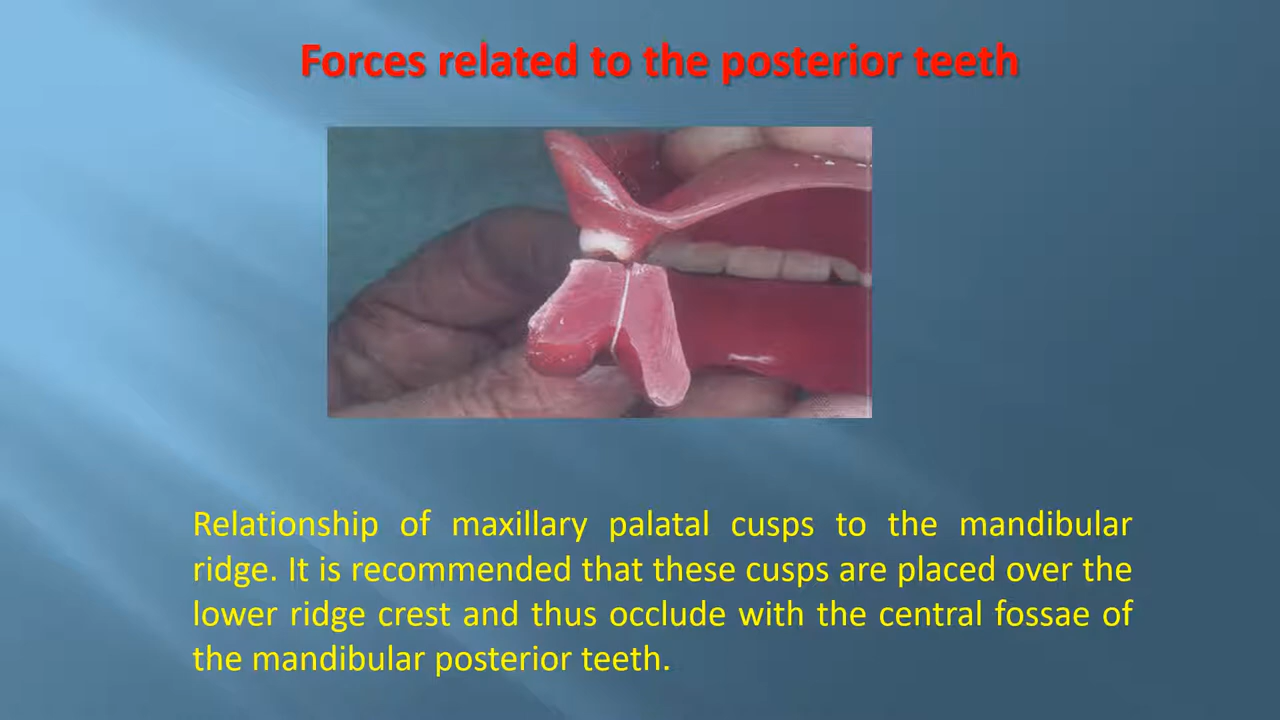 Forces related to the posterior teeth
Relationship of maxillary palatal cusps to the mandibular
ridge. It is recommended that these cusps are placed over the
lower ridge crest and thus occlude with the central fossae of
the mandibular posterior teeth.